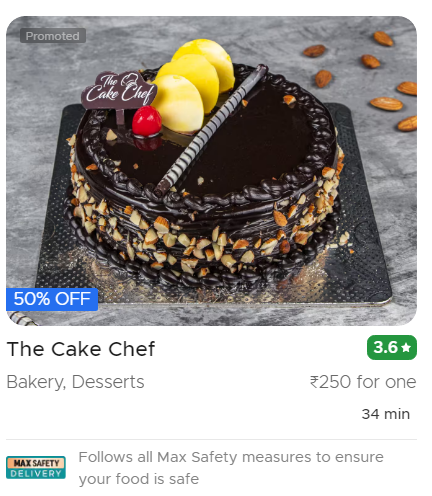 Promoted
The
Cake Chef
50% OFF
The Cake Chef
3.6★
Bakery, Desserts
₹250 for one
34 min
MAX SAFETY
DELIVERY
Follows all Max Safety measures to ensure
your food is safe